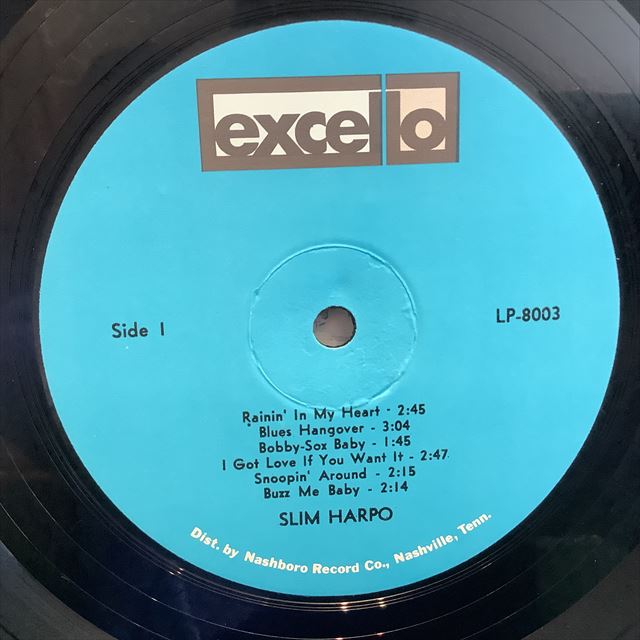 excello
Side 1
LP-8003
Rainin' In My Heart - 2:45
Blues Hangover - 3:04
Bobby-Sox Baby - 1:45
I Got Love If You Want It - 2:47
Snoopin' Around - 2:15
Buzz Me Baby - 2:14
SLIM HARPO
Dist. by Nashboro Record Co., Nashville, Tenn.